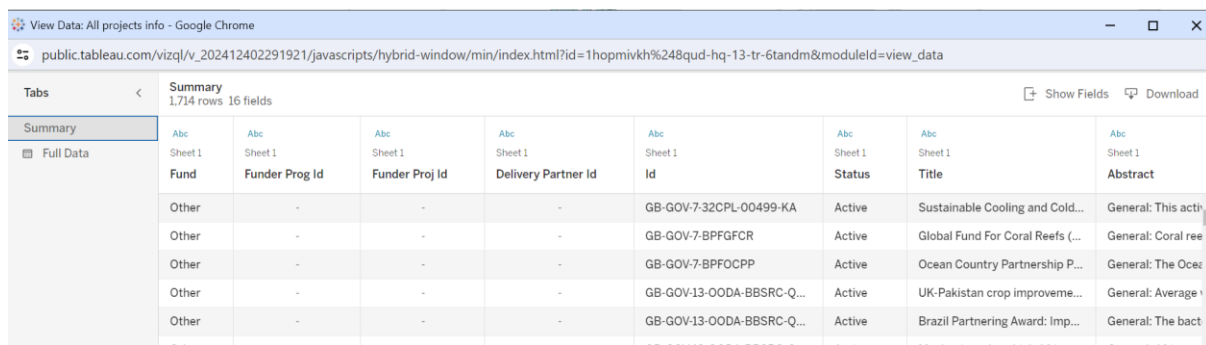 View Data: All projects info - Google Chrome
public.tableau.com/vizql/v_202412402291921/javascripts/hybrid-window/min/index.html?id=1hopmivkh%248qud-hq-13-tr-6tandm&moduleId=view_data
Tabs
Summary
Full Data
Summary
1,714 rows 16 fields
Show Fields Download
Abc Abc Abc Abc Abc Abc Abc Abc
Sheet 1 Sheet 1 Sheet 1 Sheet 1 Sheet 1 Sheet 1 Sheet 1 Sheet 1
Fund Funder Prog Id Funder Proj Id Delivery Partner Id Id Status Title Abstract
Other - - - GB-GOV-7-32CPL-00499-KA Active Sustainable Cooling and Cold... General: This activ
Other - - - GB-GOV-7-BPFGFCR Active Global Fund For Coral Reefs (... General: Coral ree
Other - - - GB-GOV-7-BPFOCPP Active Ocean Country Partnership P... General: The Ocea
Other - - - GB-GOV-13-OODA-BBSRC-Q... Active UK-Pakistan crop improveme... General: Average
Other - - - GB-GOV-13-OODA-BBSRC-Q... Active Brazil Partnering Award: Imp... General: The bact